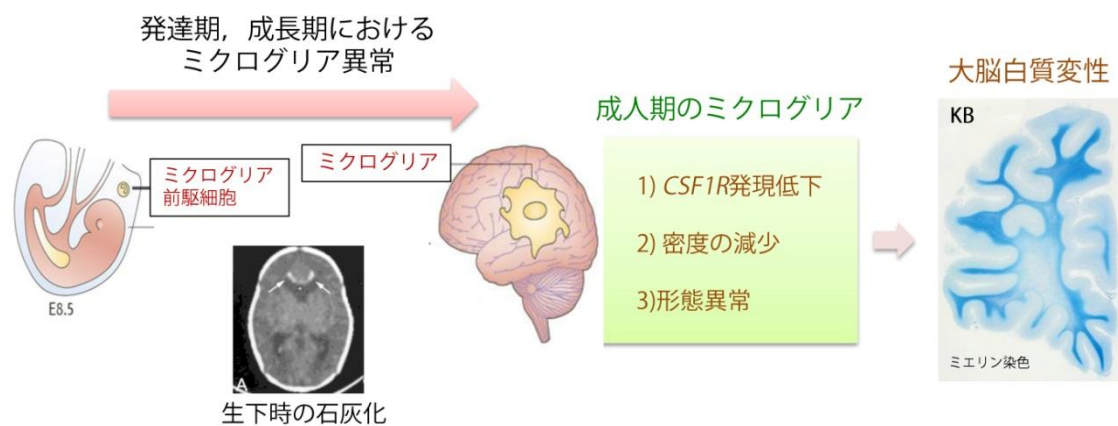 発達期，成長期における
ミクログリア異常
ミクログリア
前駆細胞
E8.5
ミクログリア
A
生下時の石灰化
成人期のミクログリア
1) CSF1R発現低下
2) 密度の減少
3)形態異常
大脳白質変性
KB
ミエリン染色